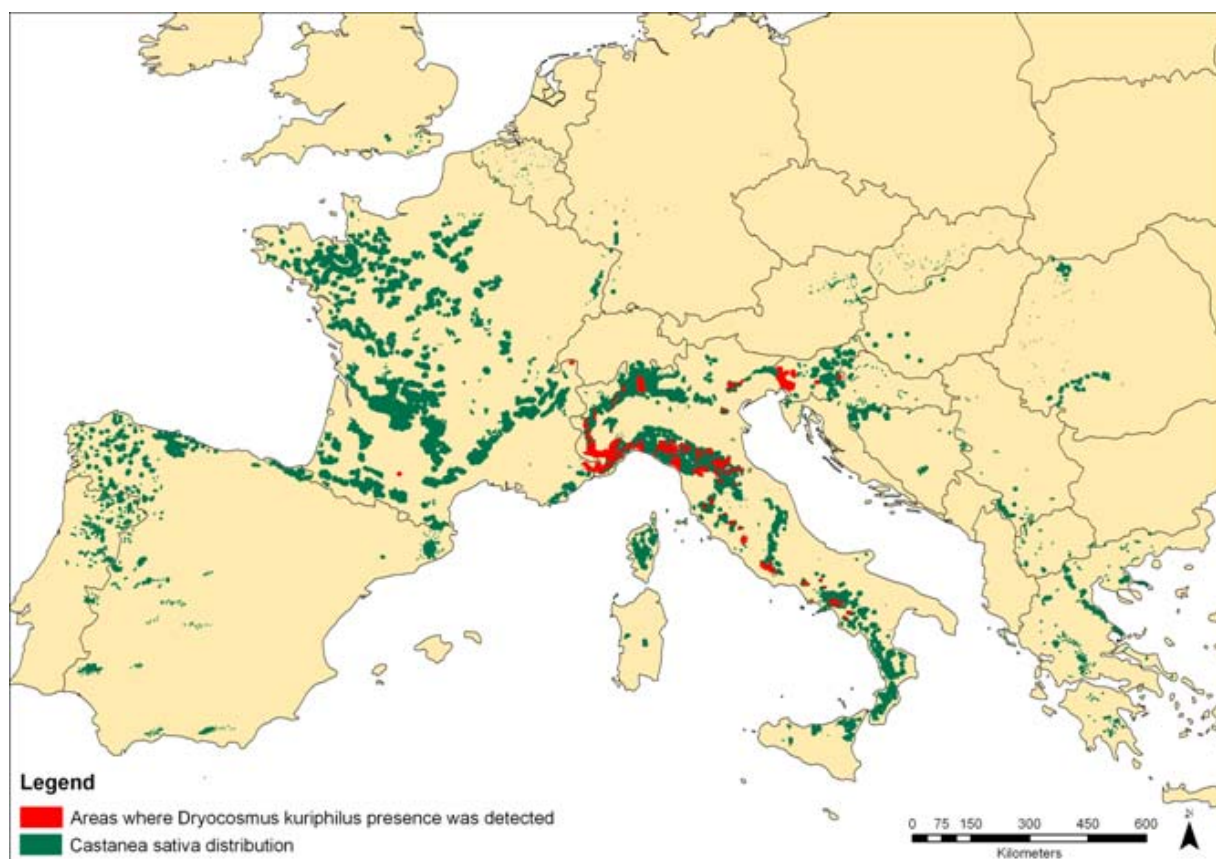 Legend
Areas where Dryocosmus kuriphilus presence was detected
Castanea sativa distribution
0 75 150 300 450 600
Kilometers
N